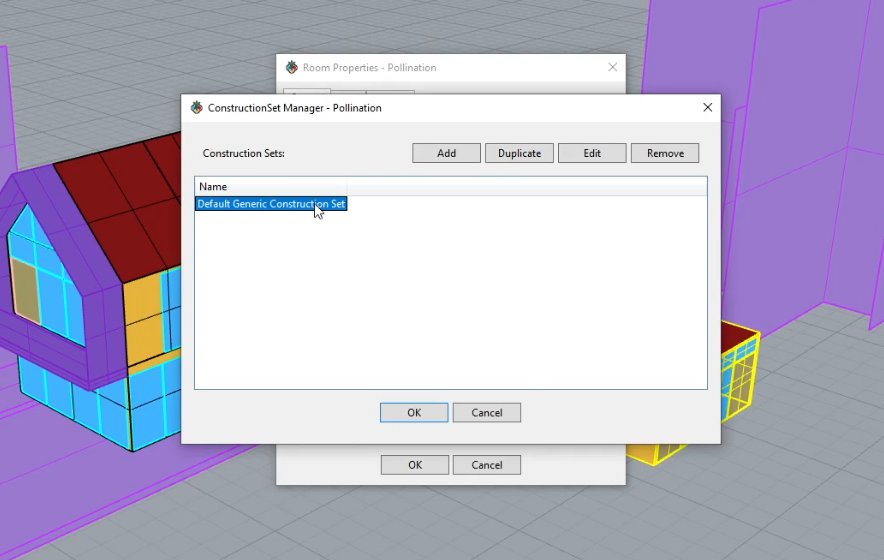 Room Properties - Pollination
ConstructionSet Manager - Pollination
Construction Sets:
Add
Duplicate
Edit
Remove
Name
Default Generic Construction Set
OK
Cancel
OK
Cancel